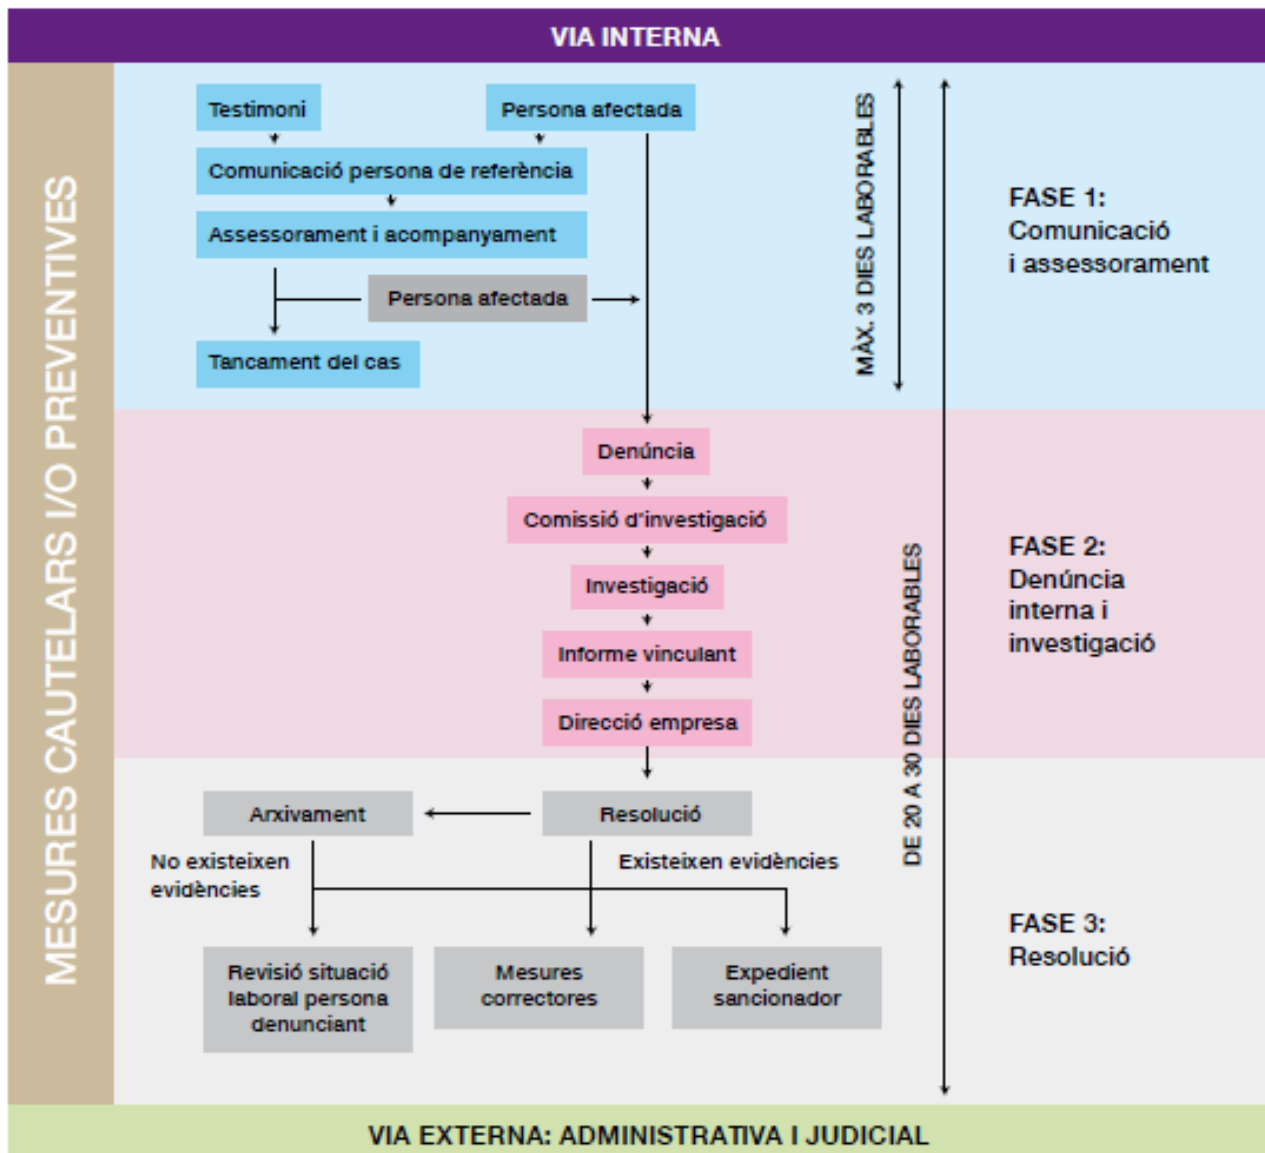 VIA INTERNA
MESURES CAUTELARS I/O PREVENTIVES
Testimoni
Persona afectada
Comunicació persona de referència
Assessorament i acompanyament
Persona afectada
Tancament del cas
MÀX. 3 DIES LABORABLES
FASE 1:
Comunicació
i assessorament
Denúncia
Comissió d'investigació
Investigació
Informe vinculant
Direcció empresa
DE 20 A 30 DIES LABORABLES
FASE 2:
Denúncia
interna i
investigació
Arxivament
Resolució
No existeixen
evidències
Existeixen evidències
Revisió situació
laboral persona
denunciant
Mesures
correctores
Expedient
sancionador
FASE 3:
Resolució
VIA EXTERNA: ADMINISTRATIVA I JUDICIAL